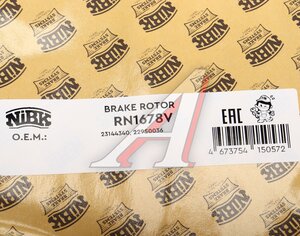 NiBK
BRAKE ROTOR
RN1678V
O.E.M.:
23144340; 22950036
EAC
4 673754 150572